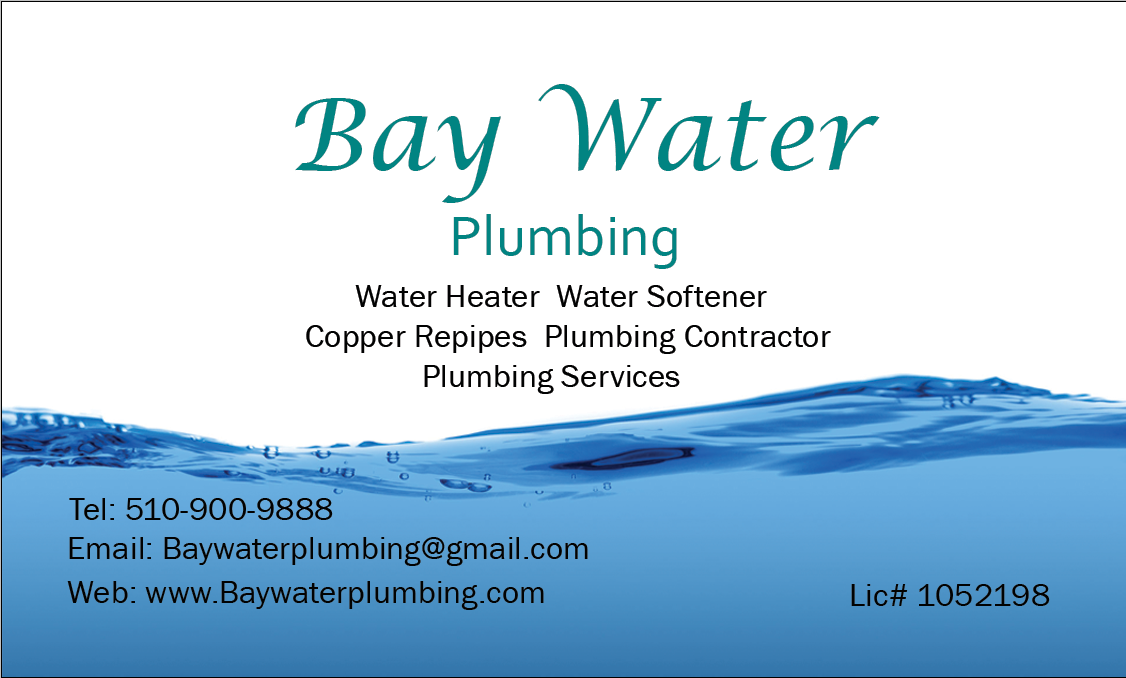 Bay Water
Plumbing
Water Heater  Water Softener
Copper Repipes  Plumbing Contractor
Plumbing Services
Tel: 510-900-9888
Email: Baywaterplumbing@gmail.com
Web: www.Baywaterplumbing.com
Lic# 1052198